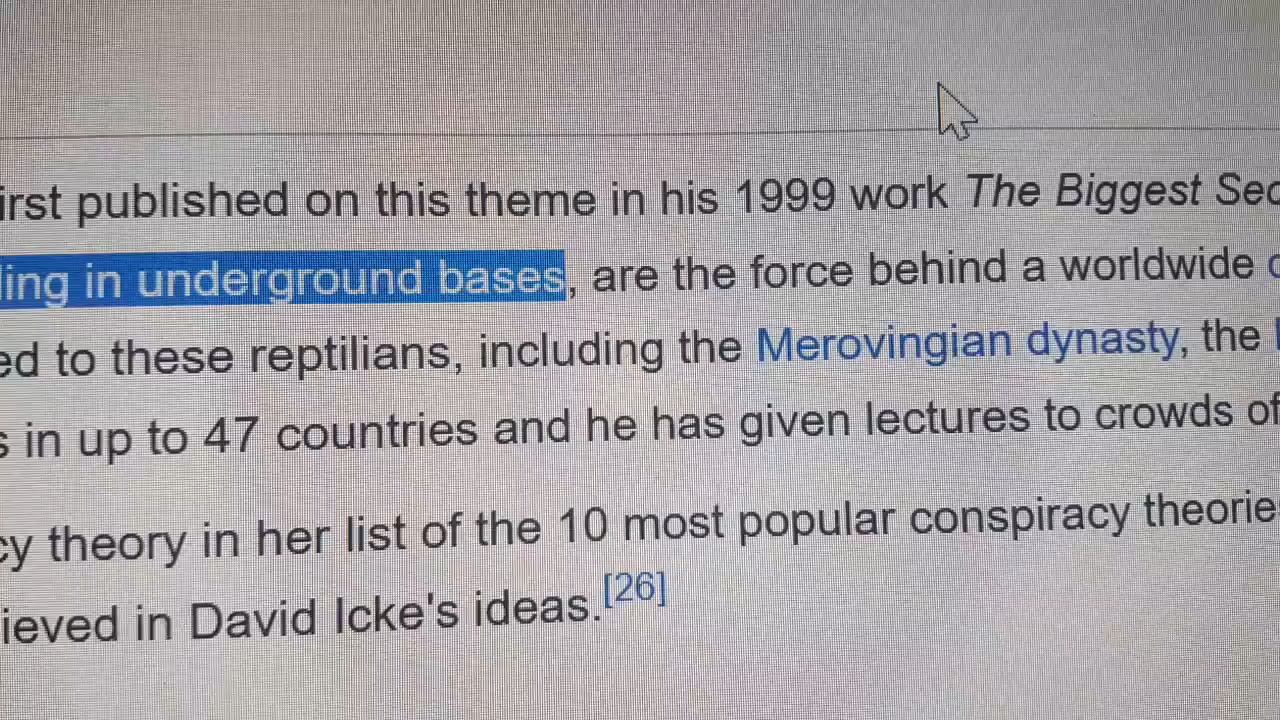 irst published on this theme in his 1999 work The Biggest Sec
ling in underground bases, are the force behind a worldwide c
ed to these reptilians, including the Merovingian dynasty, the
s in up to 47 countries and he has given lectures to crowds of
cy theory in her list of the 10 most popular conspiracy theorie
ieved in David Icke's ideas.[26]